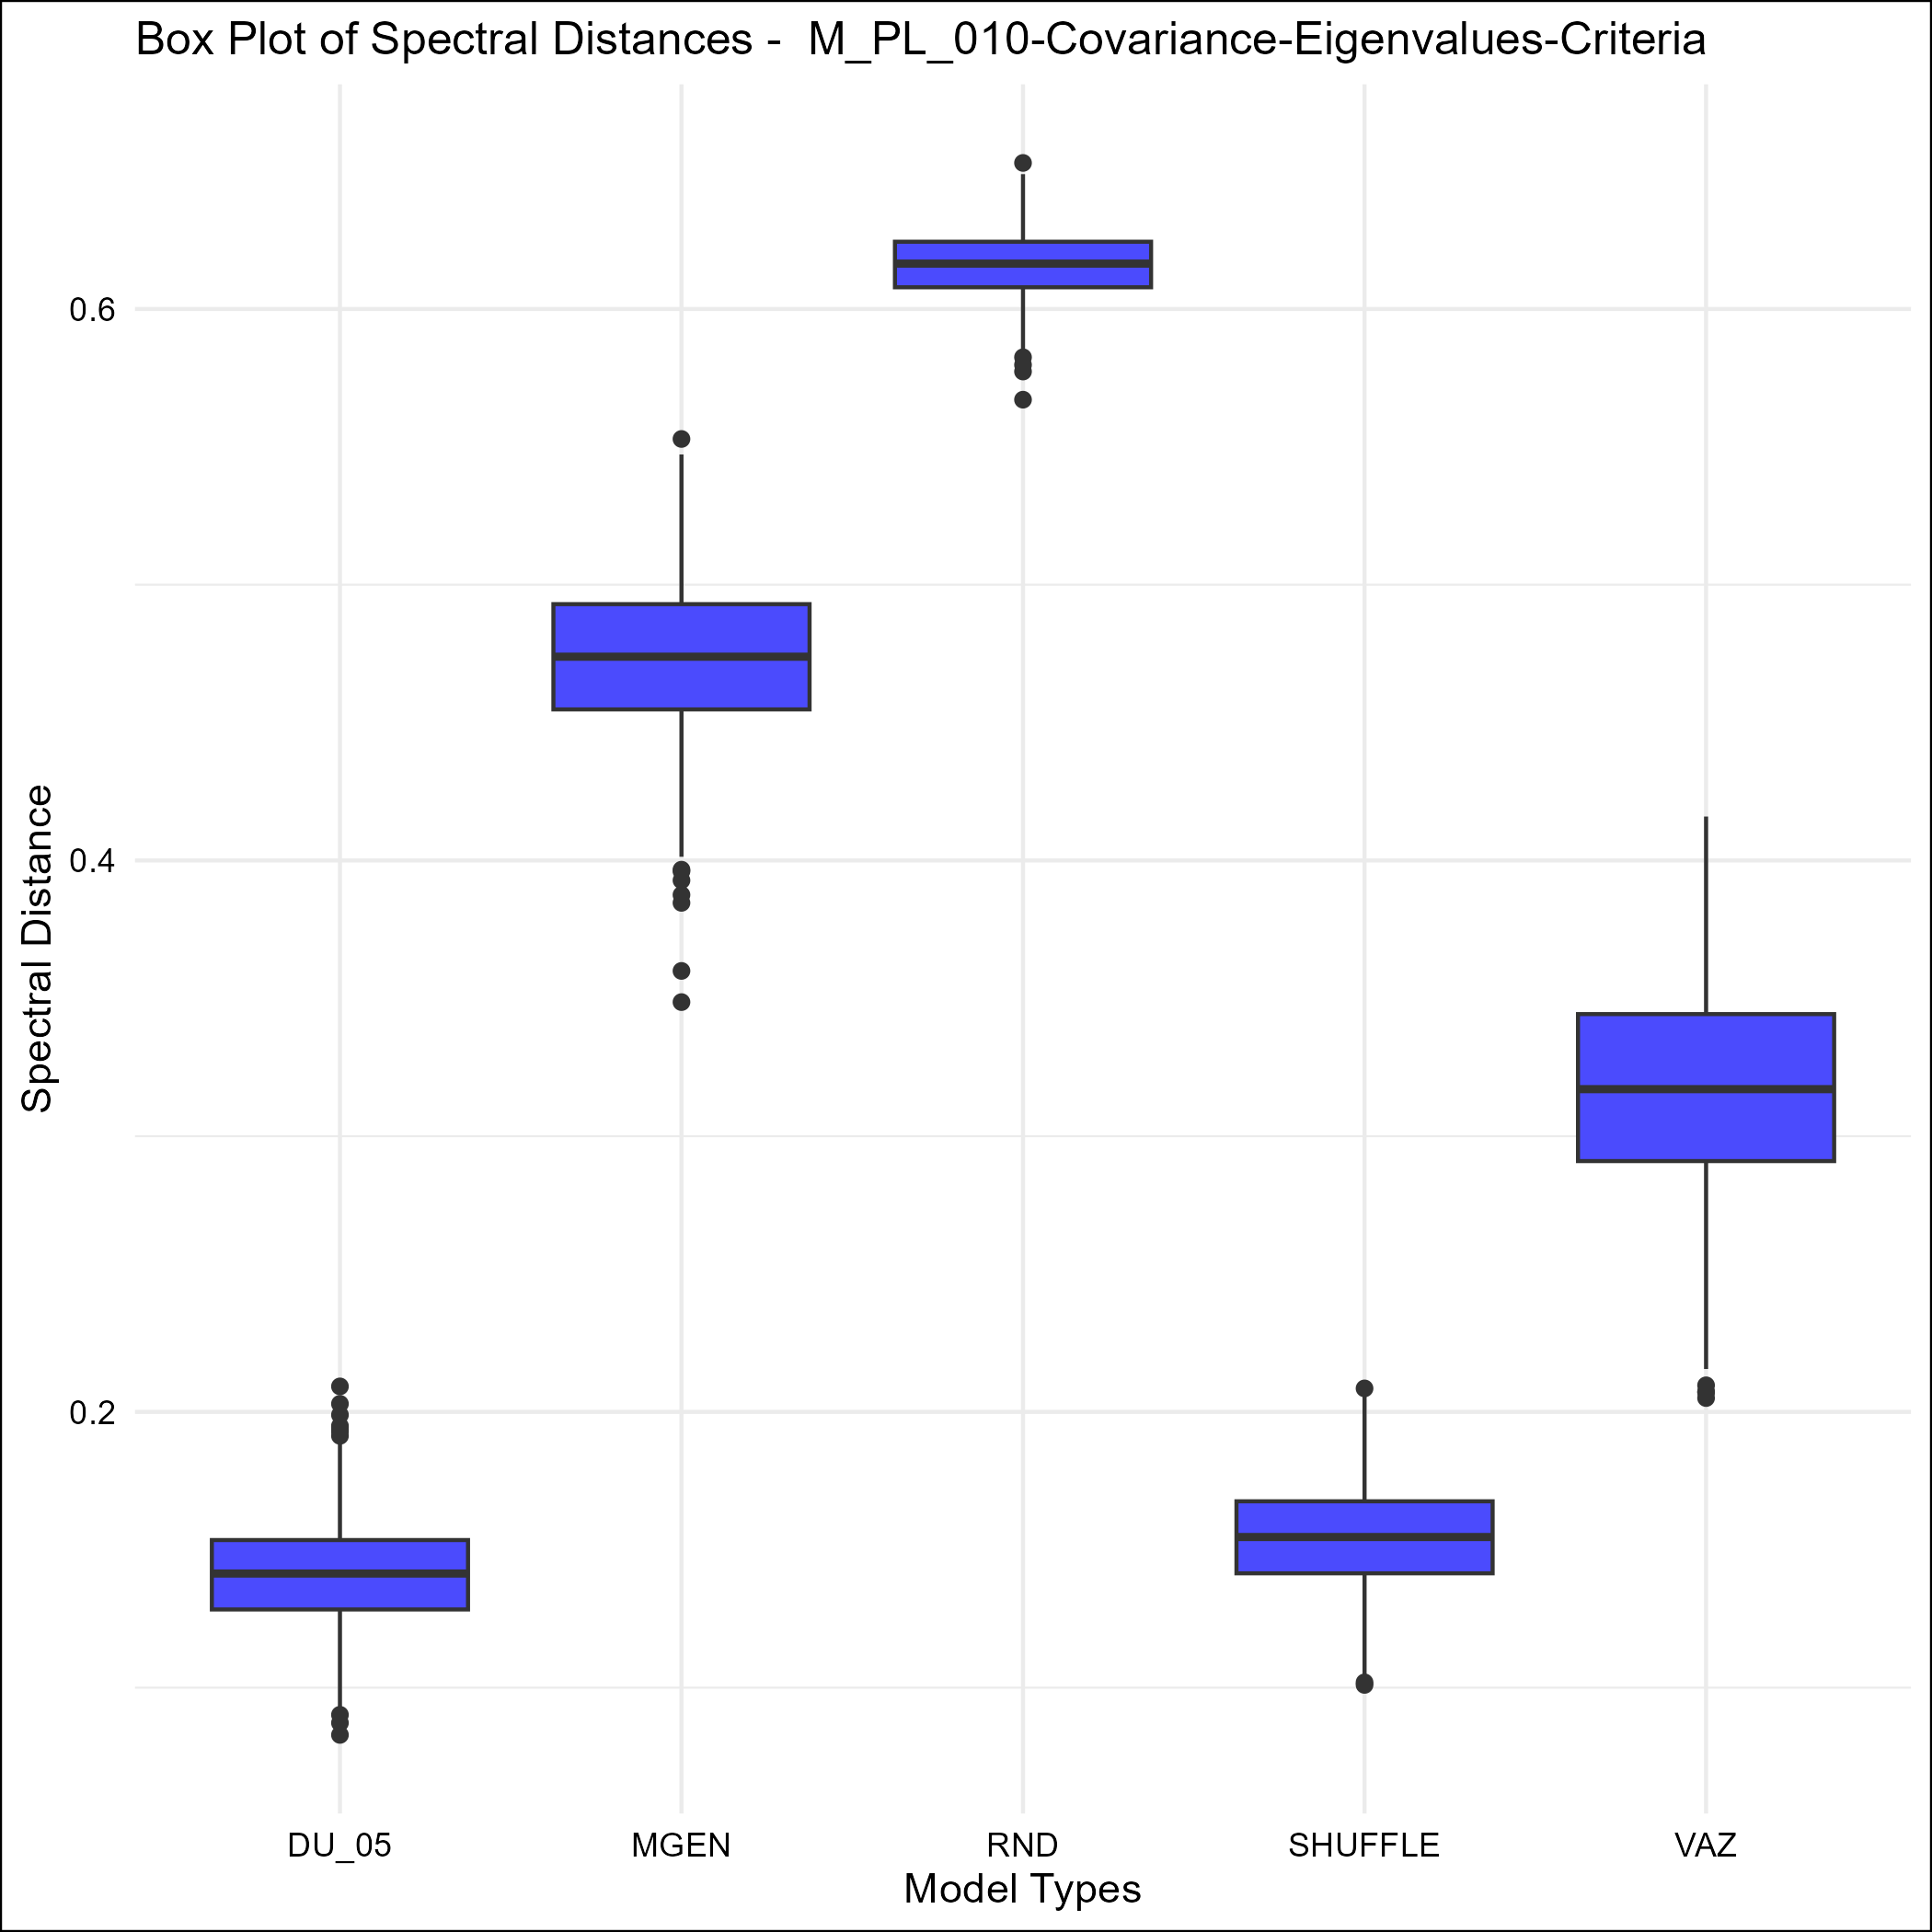 Box Plot of Spectral Distances -  M_PL_010-Covariance-Eigenvalues-Criteria
Spectral Distance
0.6
0.4
0.2
DU_05 MGEN RND SHUFFLE VAZ
Model Types